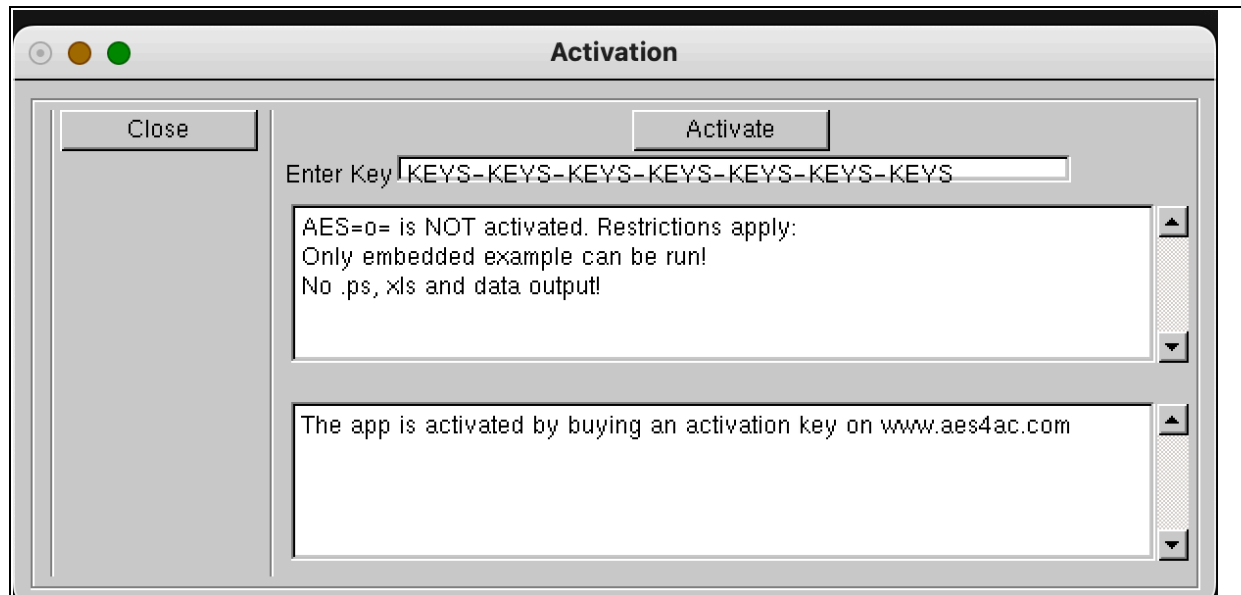 Activation
Close
Activate
Enter Key KEYS-KEYS-KEYS-KEYS-KEYS-KEYS-KEYS
AES=o= is NOT activated. Restrictions apply:
Only embedded example can be run!
No .ps, xls and data output!
The app is activated by buying an activation key on www.aes4ac.com